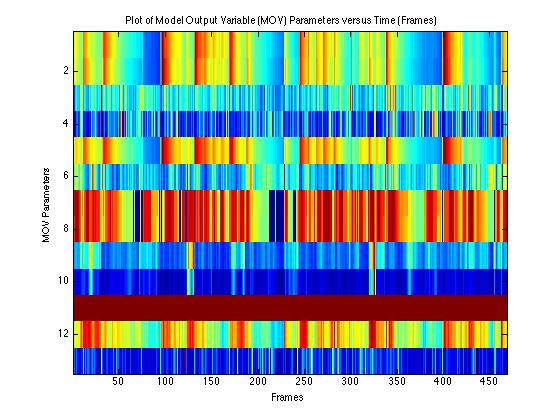 Plot of Model Output Variable (MOV) Parameters versus Time (Frames)
2
4
6
8
10
12
MOV Parameters
50 100 150 200 250 300 350 400 450
Frames